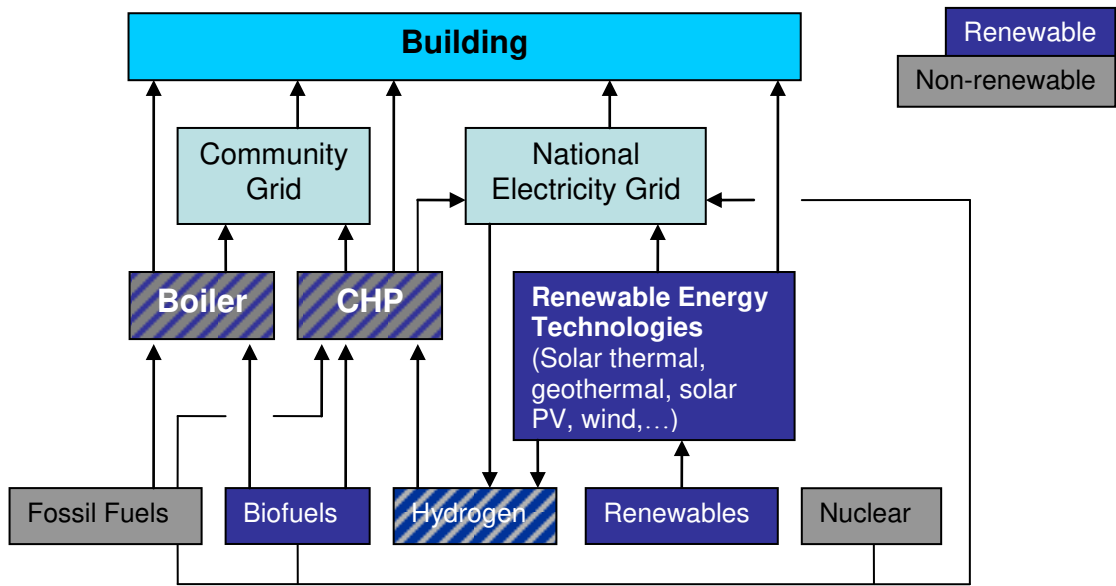 Building
Renewable
Non-renewable
Community
Grid
National
Electricity Grid
Boiler
CHP
Renewable Energy
Technologies
(Solar thermal,
geothermal, solar
PV, wind,…)
Fossil Fuels
Biofuels
Hydrogen
Renewables
Nuclear